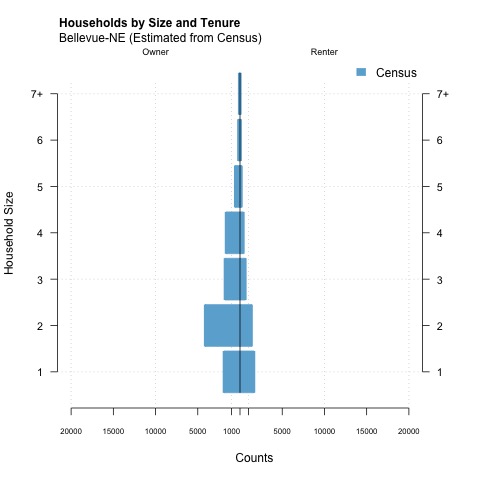 Households by Size and Tenure
Bellevue-NE (Estimated from Census)
Owner Renter
Census
7+ 7+
6 6
5 5
4 4
3 3
2 2
1 1
Household Size
20000 15000 10000 5000 1000 5000 10000 15000 20000
Counts